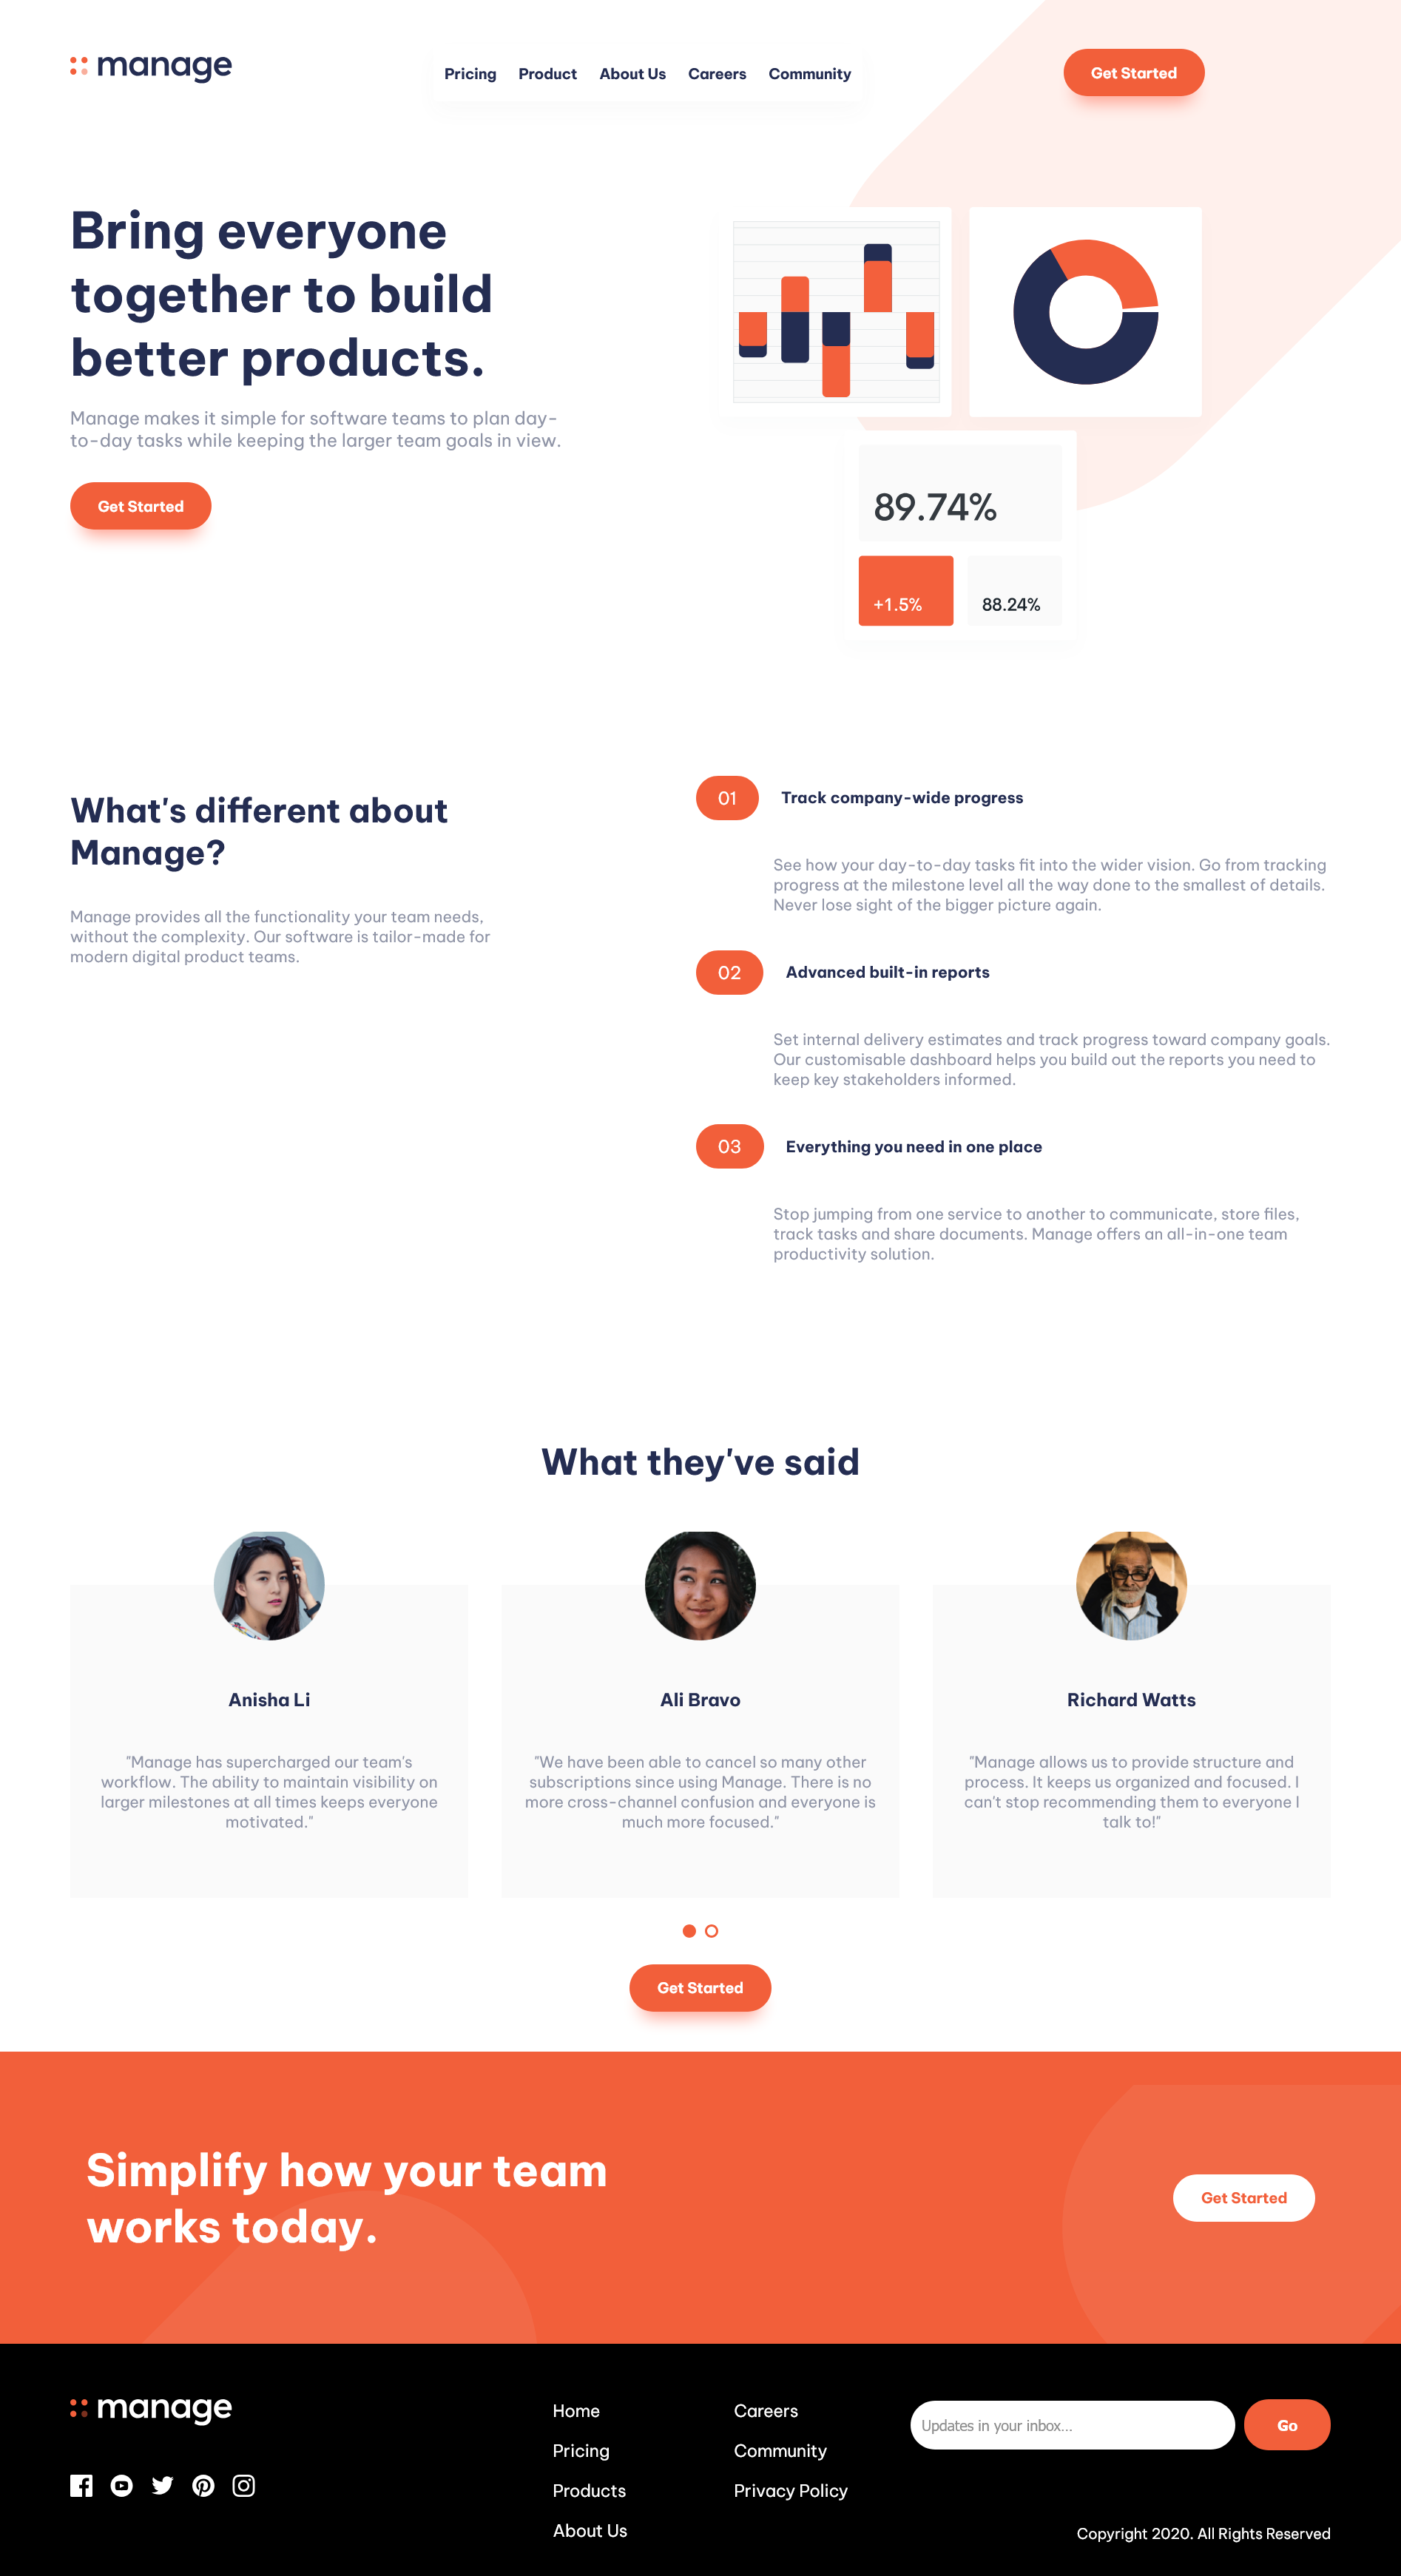 manage
Pricing Product About Us Careers Community
Get Started
Bring everyone
together to build
better products.
Manage makes it simple for software teams to plan day-
to-day tasks while keeping the larger team goals in view.
Get Started
89.74%
+1.5%
88.24%
What's different about
Manage?
Manage provides all the functionality your team needs,
without the complexity. Our software is tailor-made for
modern digital product teams.
01
Track company-wide progress
See how your day-to-day tasks fit into the wider vision. Go from tracking
progress at the milestone level all the way done to the smallest of details.
Never lose sight of the bigger picture again.
02
Advanced built-in reports
Set internal delivery estimates and track progress toward company goals.
Our customisable dashboard helps you build out the reports you need to
keep key stakeholders informed.
03
Everything you need in one place
Stop jumping from one service to another to communicate, store files,
track tasks and share documents. Manage offers an all-in-one team
productivity solution.
What they've said
Anisha Li
"Manage has supercharged our team's
workflow. The ability to maintain visibility on
larger milestones at all times keeps everyone
motivated."
Ali Bravo
"We have been able to cancel so many other
subscriptions since using Manage. There is no
more cross-channel confusion and everyone is
much more focused."
Richard Watts
"Manage allows us to provide structure and
process. It keeps us organized and focused. I
can't stop recommending them to everyone I
talk to!"
Get Started
Simplify how your team
works today.
Get Started
manage
Home
Pricing
Products
About Us
Careers
Community
Privacy Policy
Updates in your inbox...
Go
Copyright 2020. All Rights Reserved